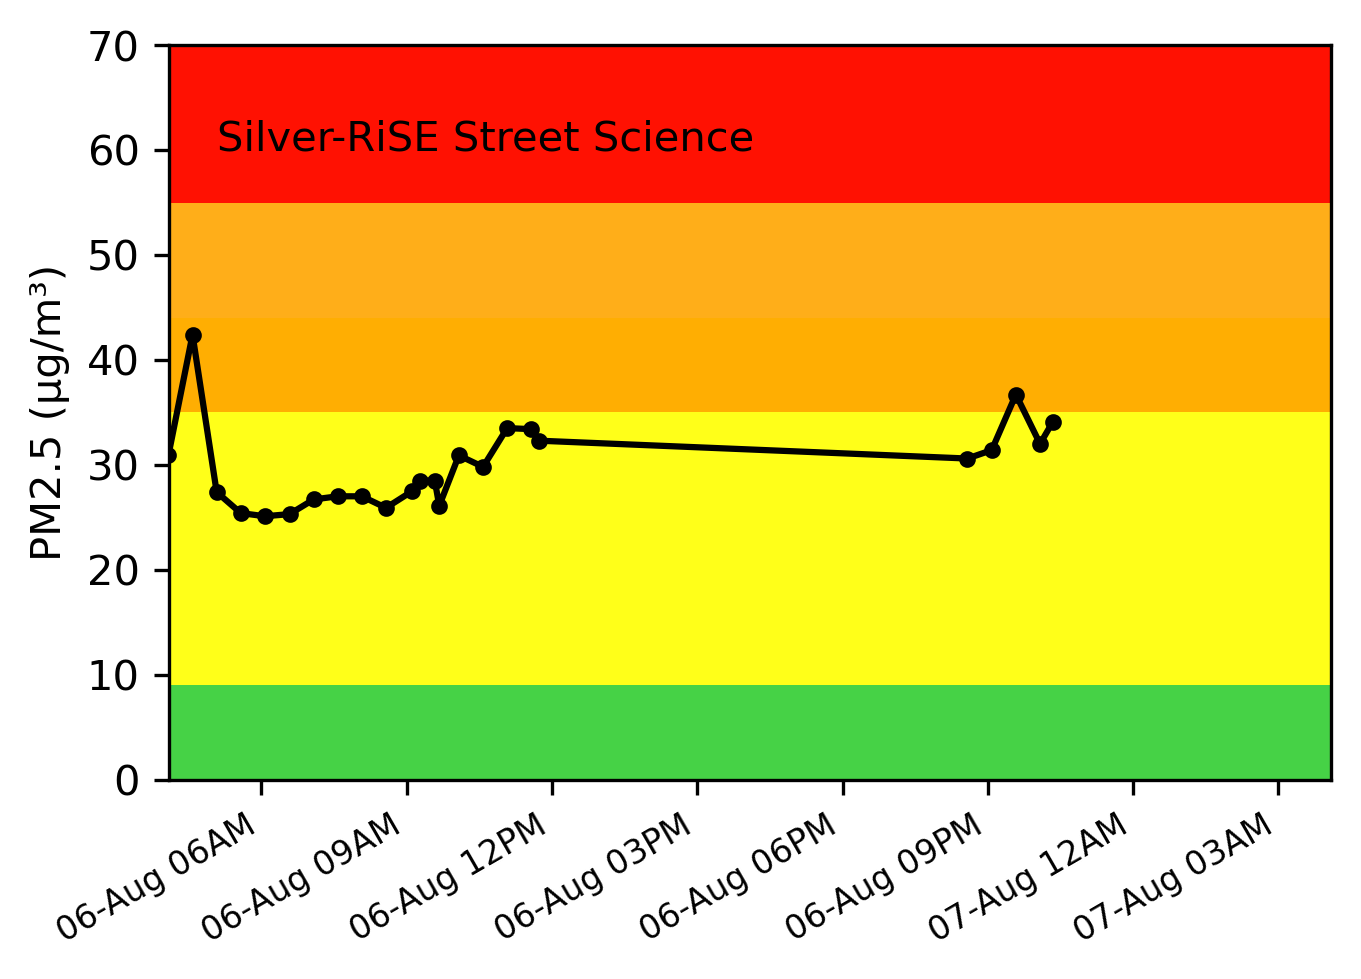 Silver-RiSE Street Science
PM2.5 (µg/m³)
70
60
50
40
30
20
10
0
06-Aug 06AM
06-Aug 09AM
06-Aug 12PM
06-Aug 03PM
06-Aug 06PM
06-Aug 09PM
07-Aug 12AM
07-Aug 03AM